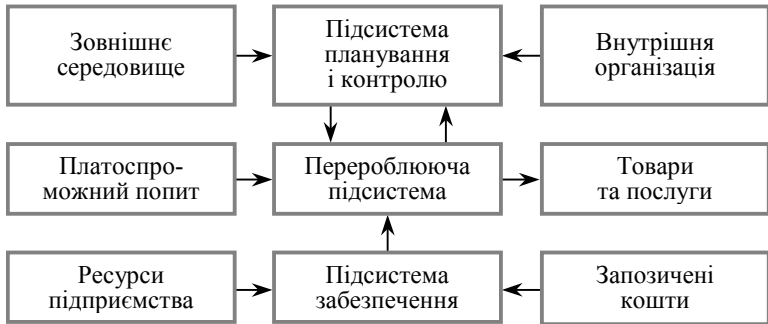 Зовнішнє
середовище
Підсистема
планування
і контролю
Внутрішня
організація
Платоспро-
можний попит
Перероблююча
підсистема
Товари
та послуги
Ресурси
підприємства
Підсистема
забезпечення
Запозичені
кошти